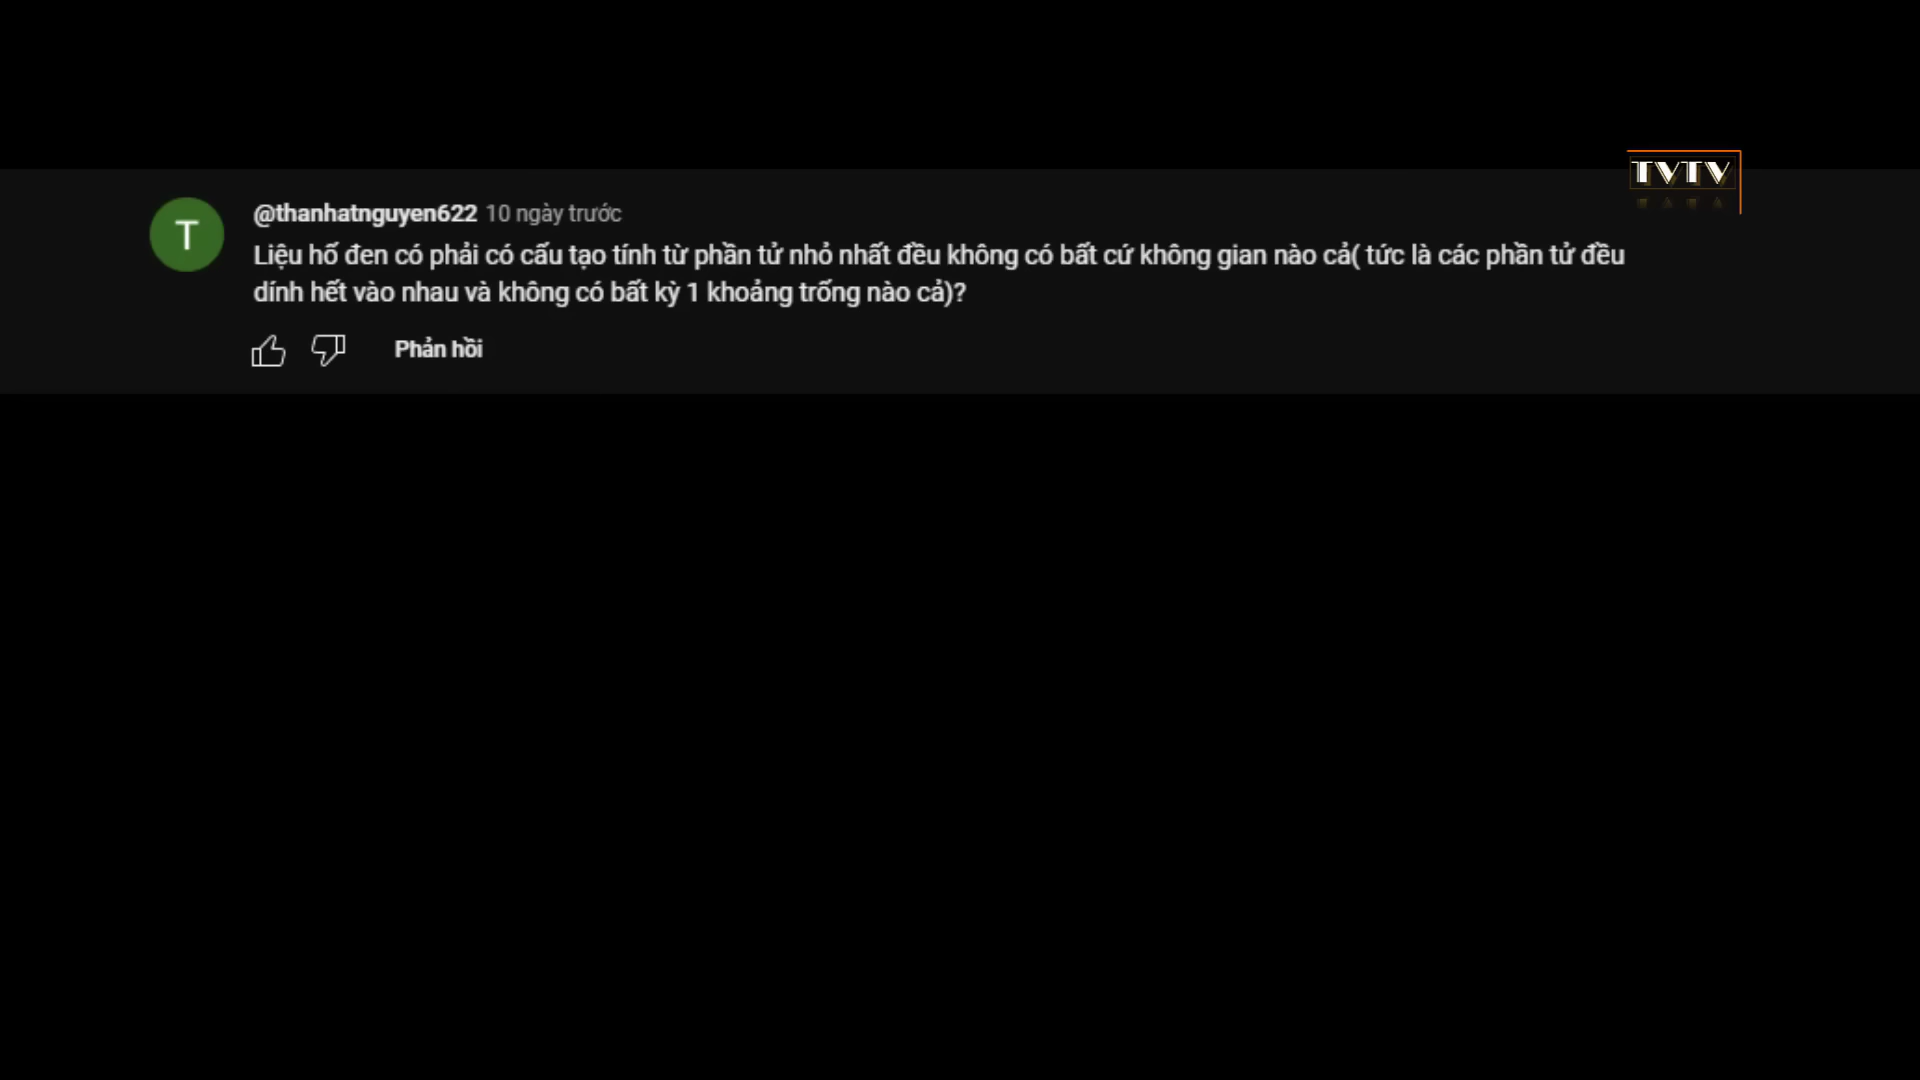 TVTV
@thanhatnguyen622 10 ngày trước
Liệu hố đen có phải có cấu tạo tính từ phần tử nhỏ nhất đều không có bất cứ không gian nào cả( tức là các phần tử đều
dính hết vào nhau và không có bất kỳ 1 khoảng trống nào cả)?
Phản hồi
T